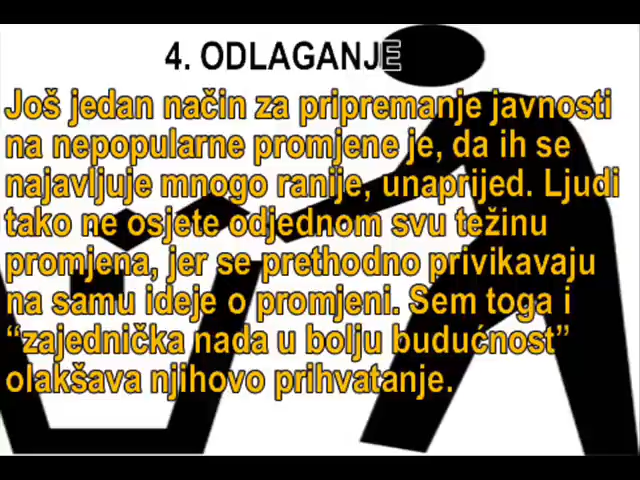 4. ODLAGANJE
Još jedan način za pripremanje javnosti
na nepopularne promjene je, da ih se
najavljuje mnogo ranije, unaprijed. Ljudi
tako ne osjete odjednom svu težinu
promjena, jer se prethodno privikavaju
na samu ideje o promjeni. Sem toga i
“zajednička nada u bolju budućnost”
olakšava njihovo prihvatanje.